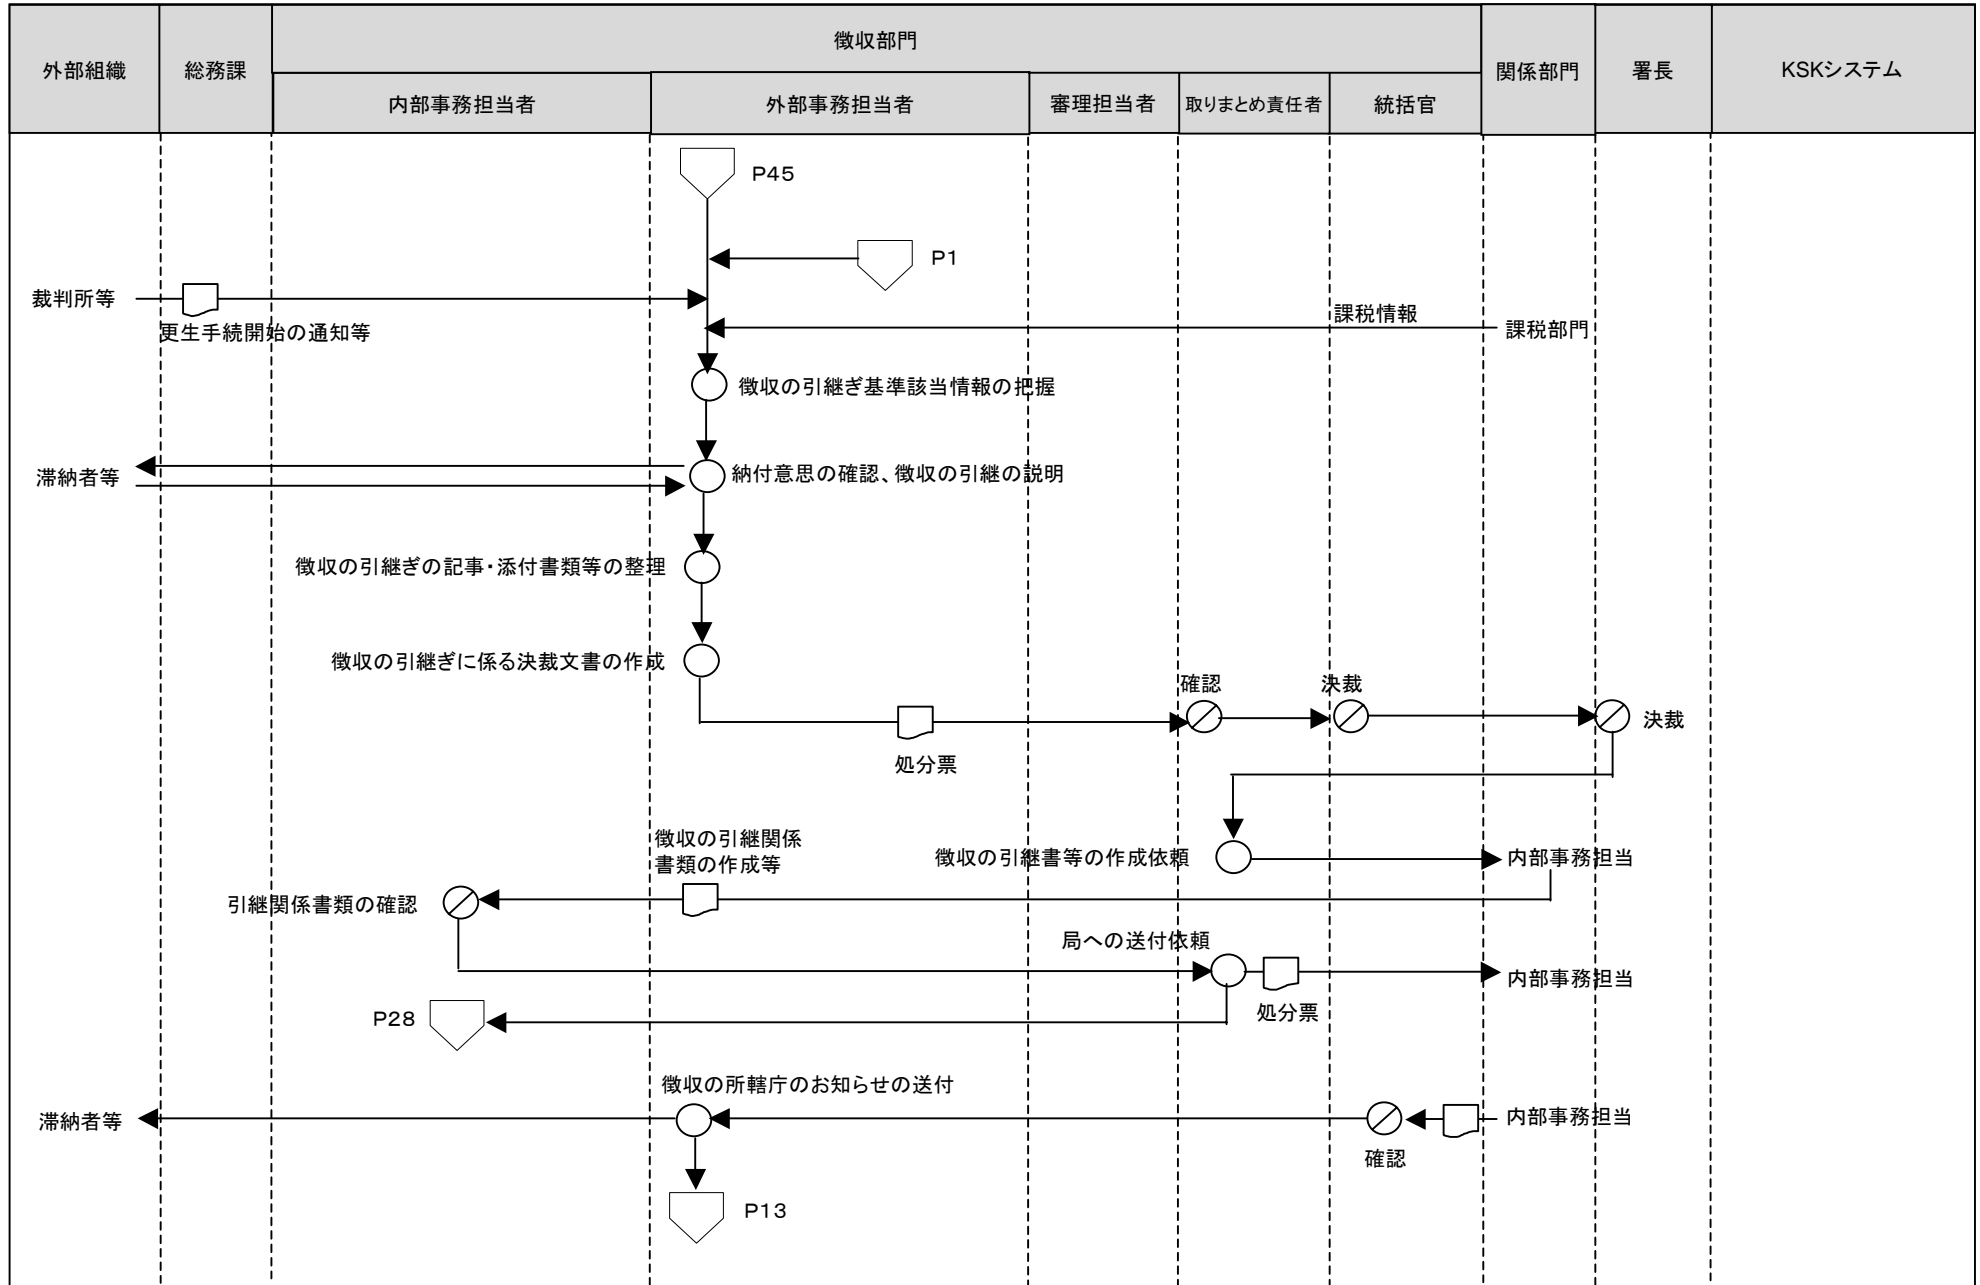 外部組織
総務課
徴収部門
内部事務担当者
外部事務担当者
審理担当者
取りまとめ責任者
統括官
関係部門
署長
KSKシステム
P45
P1
裁判所等
更生手続開始の通知等
課税情報
課税部門
徴収の引継ぎ基準該当情報の把握
滞納者等
納付意思の確認、徴収の引継の説明
徴収の引継ぎの記事・添付書類等の整理
徴収の引継ぎに係る決裁文書の作成
処分票
確認
決裁
決裁
徴収の引継書等の作成依頼
内部事務担当
徴収の引継関係
書類の作成等
引継関係書類の確認
局への送付依頼
処分票
内部事務担当
P28
徴収の所轄庁のお知らせの送付
滞納者等
確認
内部事務担当
P13